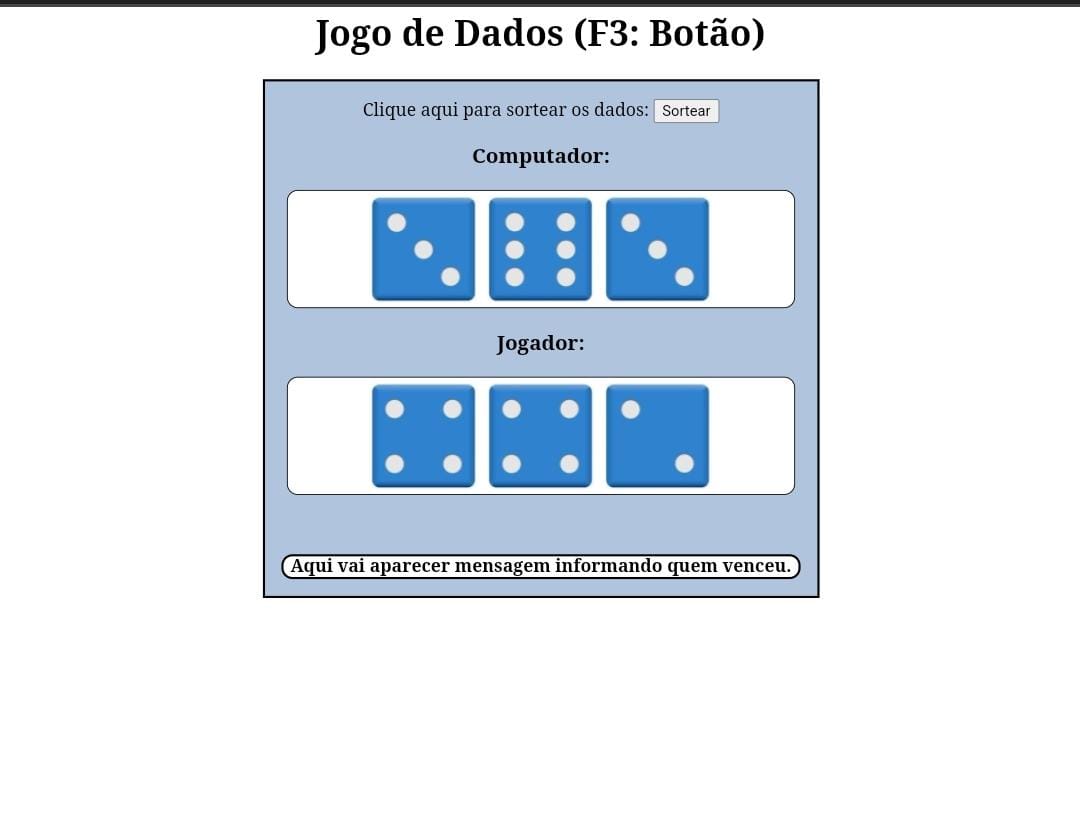 Jogo de Dados (F3: Botão)
Clique aqui para sortear os dados: Sortear
Computador:
Jogador:
Aqui vai aparecer mensagem informando quem venceu.